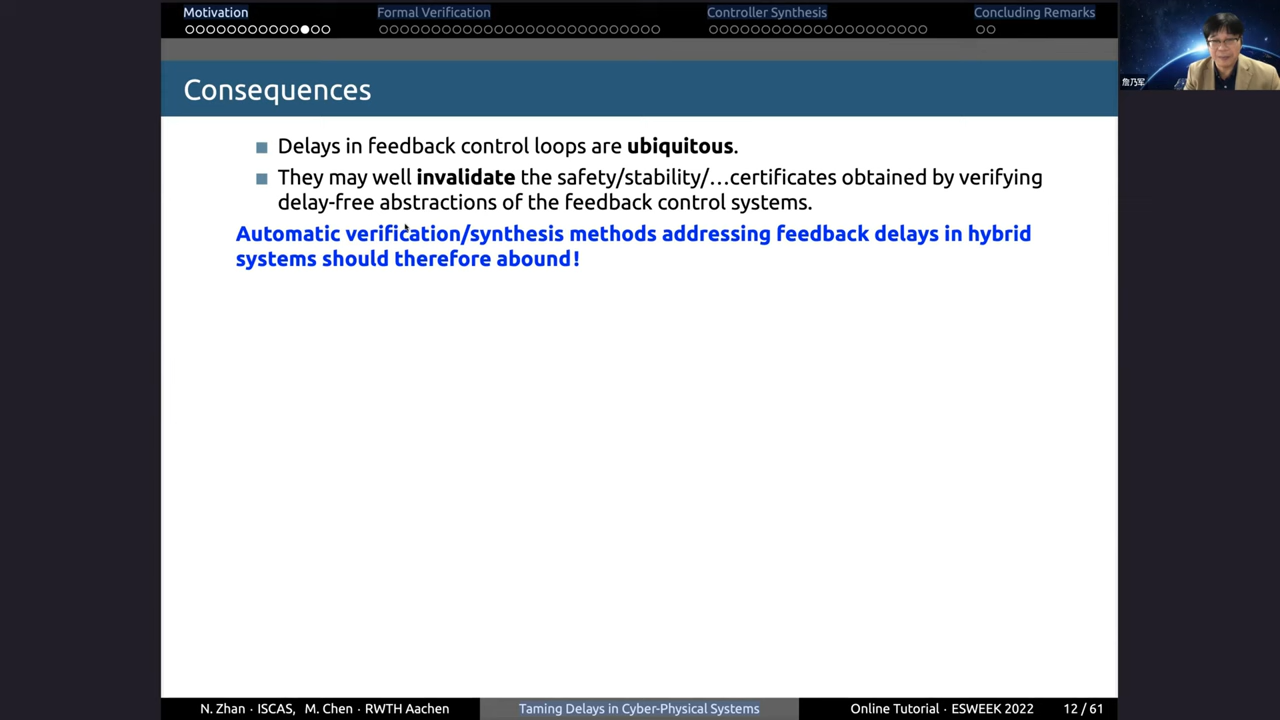 Motivation
Formal Verification
Controller Synthesis
Concluding Remarks
詹乃军
Consequences
Delays in feedback control loops are ubiquitous.
They may well invalidate the safety/stability/…certificates obtained by verifying
delay-free abstractions of the feedback control systems.
Automatic verification/synthesis methods addressing feedback delays in hybrid
systems should therefore abound!
N. Zhan · ISCAS, M. Chen · RWTH Aachen
Taming Delays in Cyber-Physical Systems
Online Tutorial · ESWEEK 2022
12 / 61